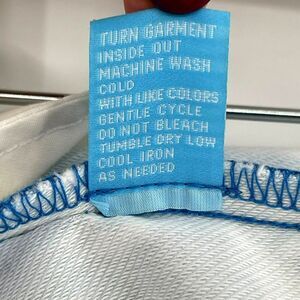 TURN GARMENT
INSIDE OUT
MACHINE WASH
COLD
WITH LIKE COLORS
GENTLE CYCLE
DO NOT BLEACH
TUMBLE DRY LOW
COOL IRON
AS NEEDED